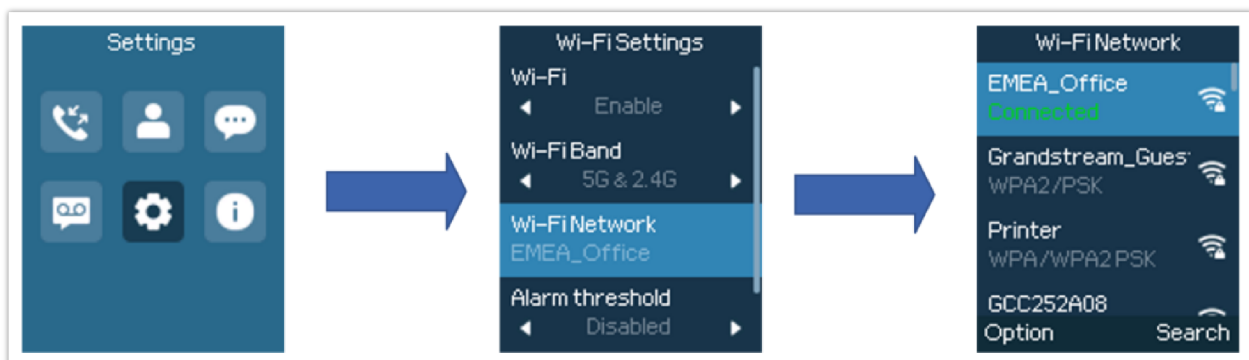 Settings
Wi-Fi Settings
Wi-Fi
Enable
Wi-Fi Band
5G & 2.4G
Wi-Fi Network
EMEA_Office
Alarm threshold
Disabled
Wi-Fi Network
EMEA_Office
Connected
Grandstream_Gues
WPA2/PSK
Printer
WPA/WPA2 PSK
GCC252A08
Option Search